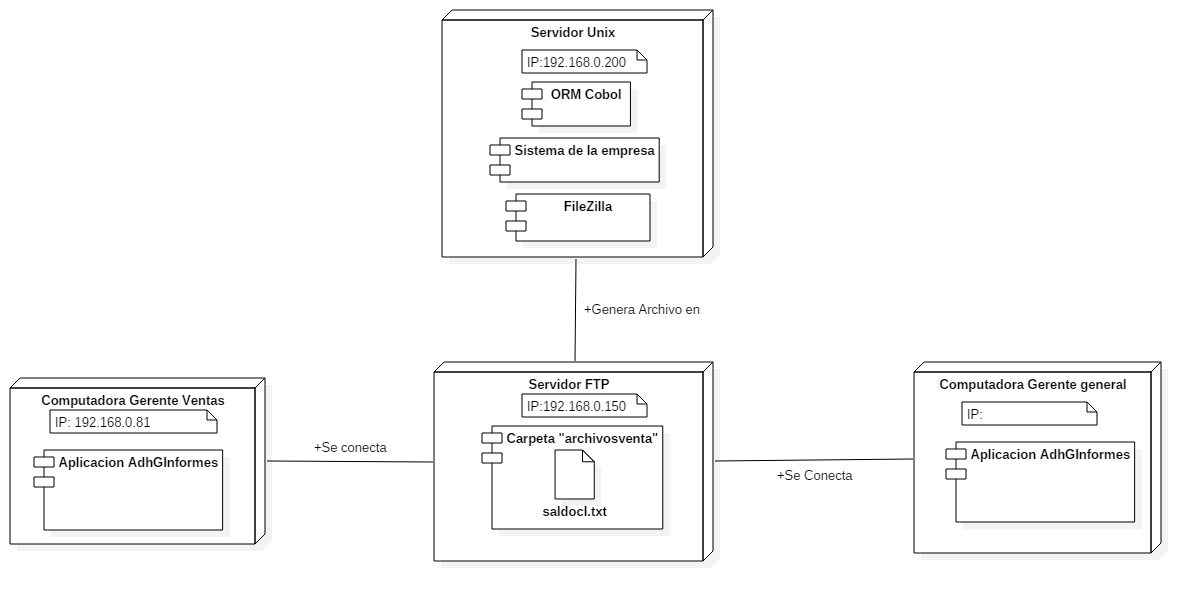 Servidor Unix
IP:192.168.0.200
ORM Cobol
Sistema de la empresa
FileZilla
+Genera Archivo en
Computadora Gerente Ventas
IP: 192.168.0.81
Aplicacion AdhGInformes
+Se conecta
Servidor FTP
IP:192.168.0.150
Carpeta "archivosventa"
saldocl.txt
+Se Conecta
Computadora Gerente general
IP:
Aplicacion AdhGInformes